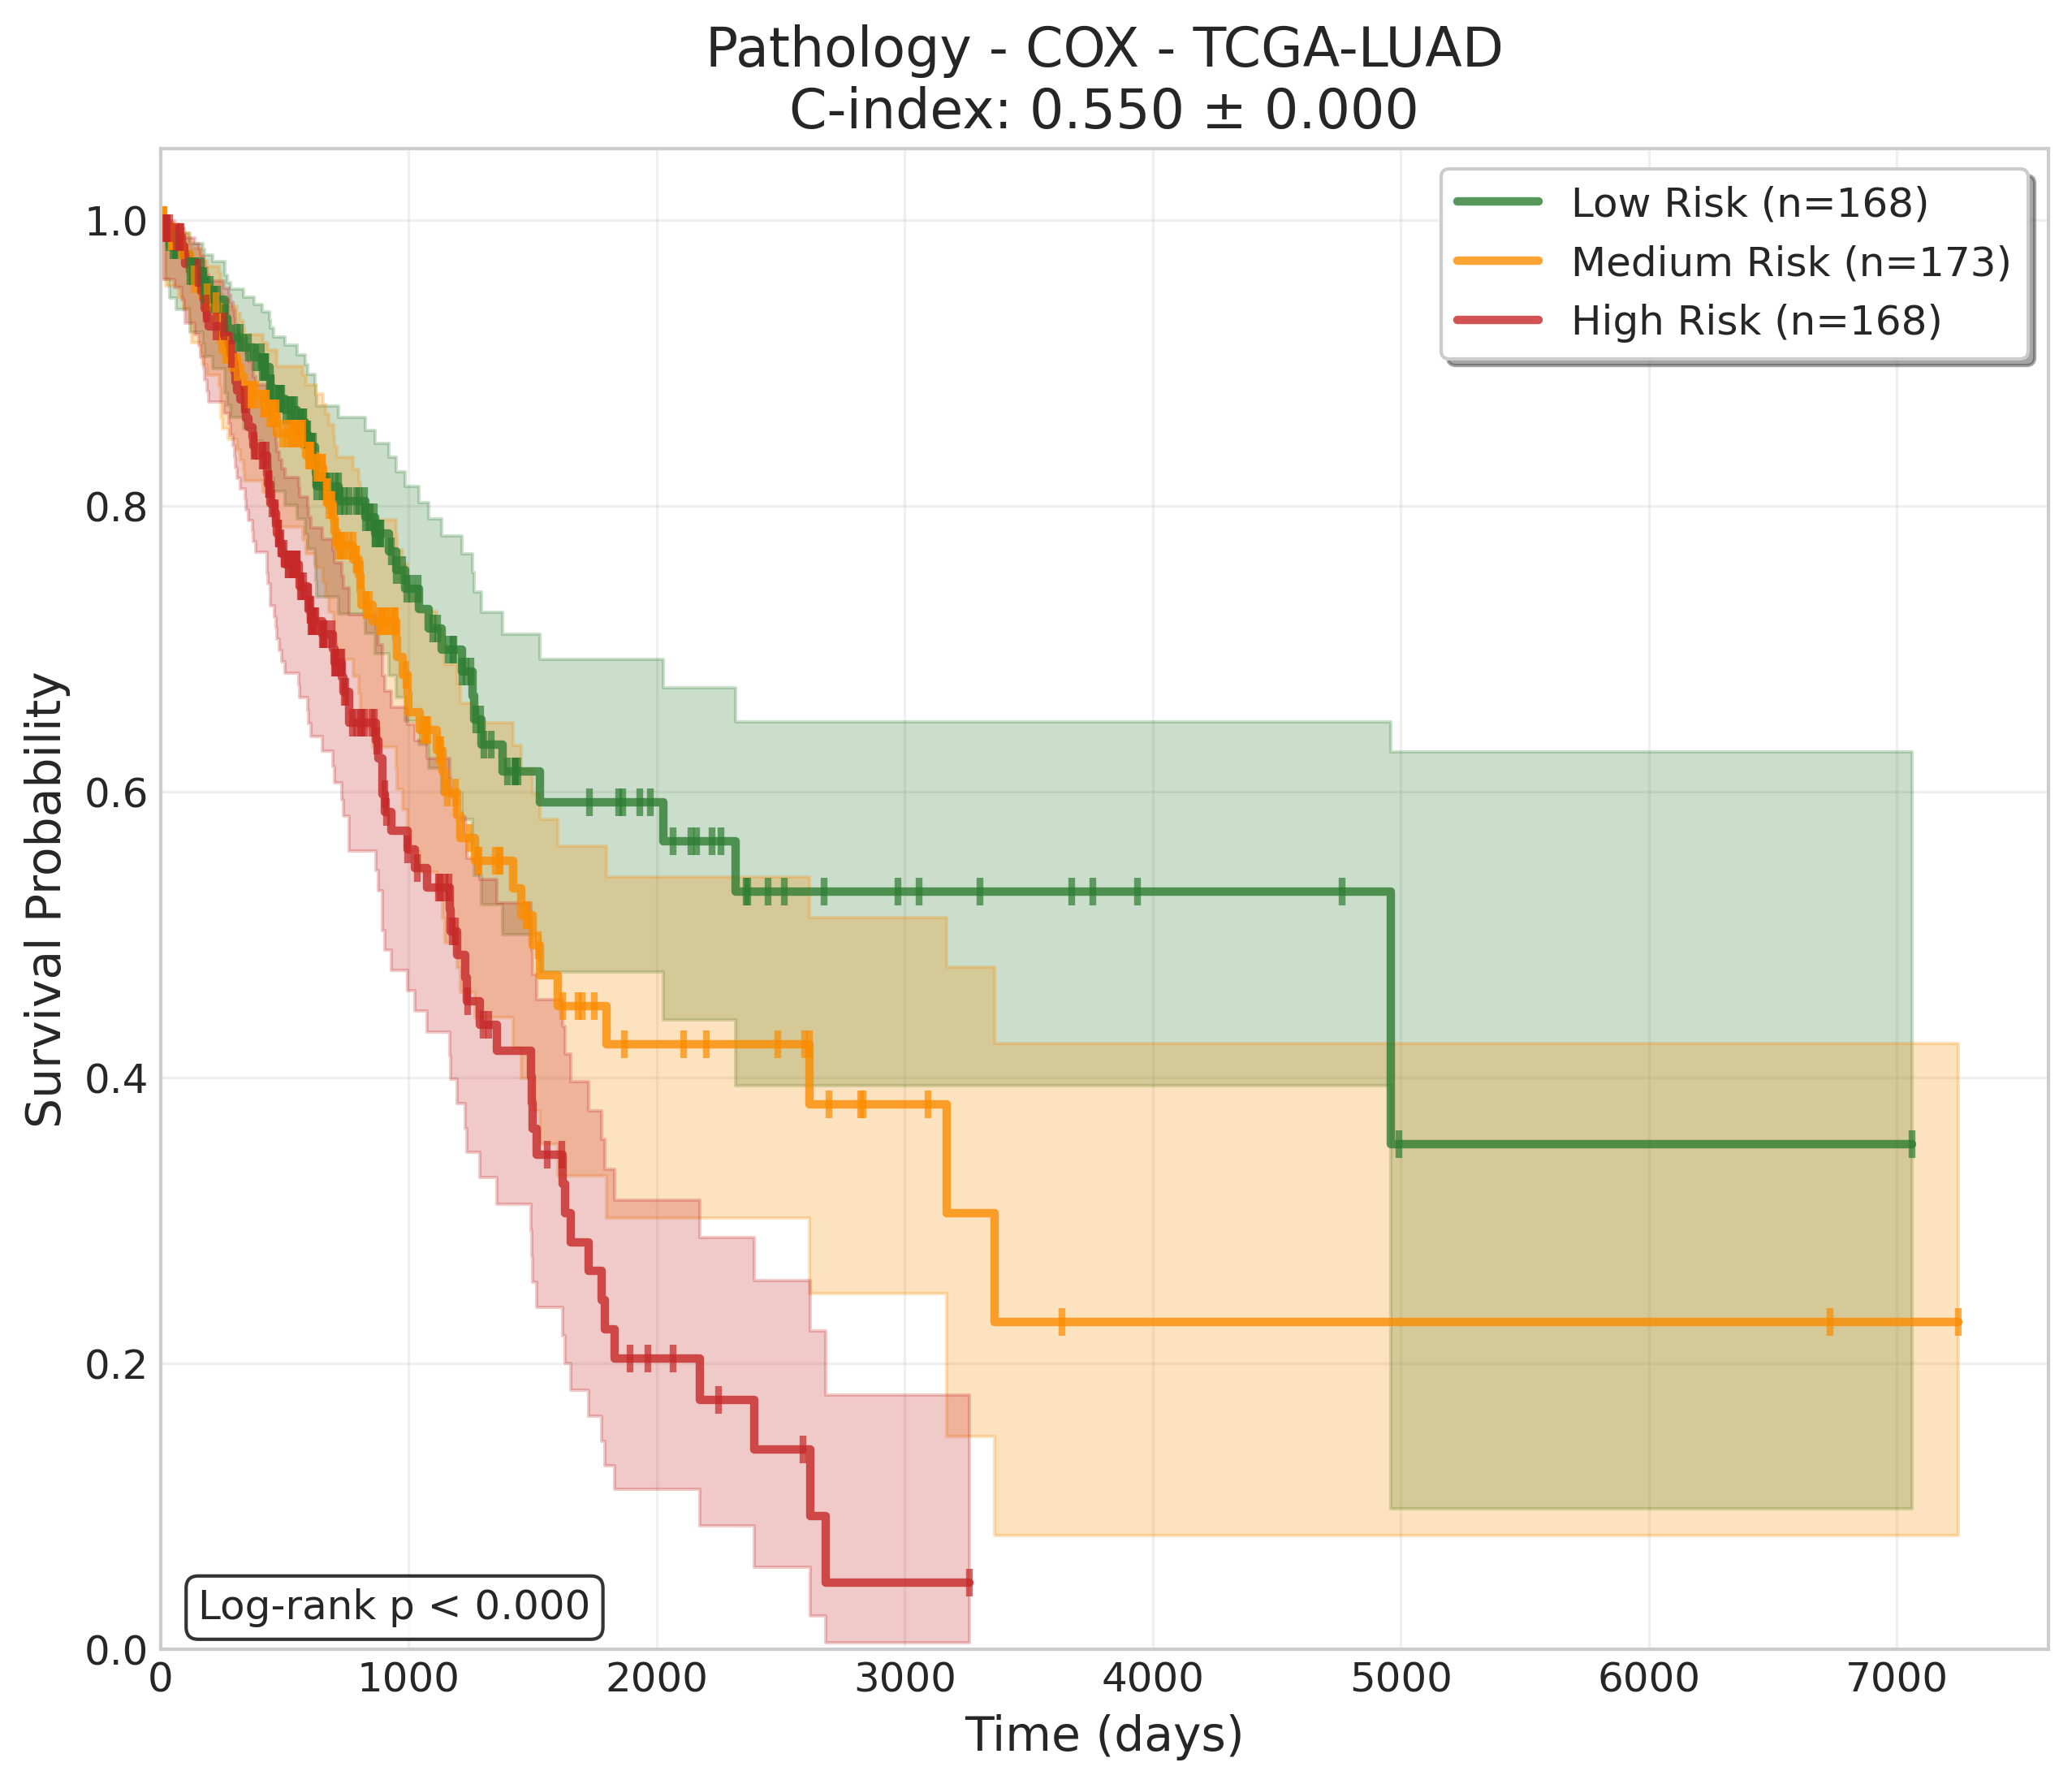 Pathology - COX - TCGA-LUAD
C-index: 0.550 ± 0.000
Low Risk (n=168)
Medium Risk (n=173)
High Risk (n=168)
Survival Probability
1.0
0.8
0.6
0.4
0.2
0.0
Log-rank p < 0.000
0 1000 2000 3000 4000 5000 6000 7000
Time (days)